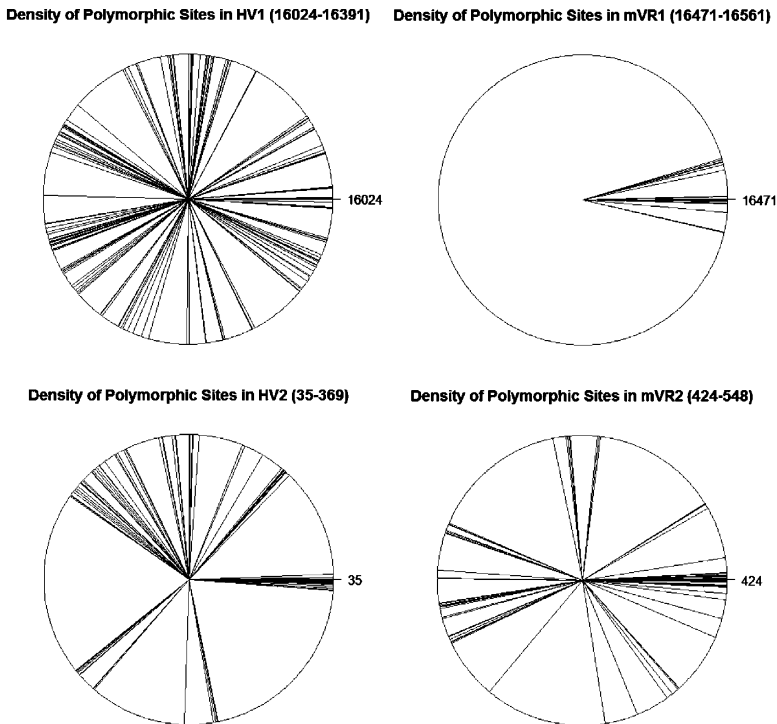 Density of Polymorphic Sites in HV1 (16024-16391)
Density of Polymorphic Sites in mVR1 (16471-16561)
16024
16471
Density of Polymorphic Sites in HV2 (35-369)
Density of Polymorphic Sites in mVR2 (424-548)
35
424